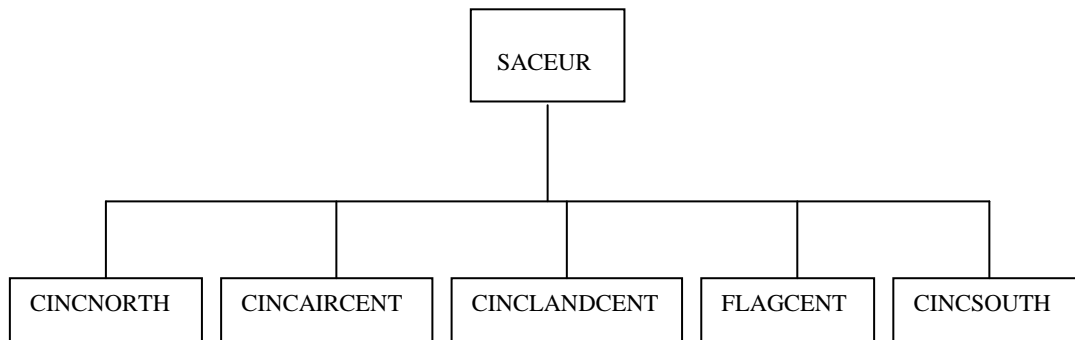 SACEUR
CINCNORTH
CINCAIRCENT
CINCLANDCENT
FLAGCENT
CINCSOUTH